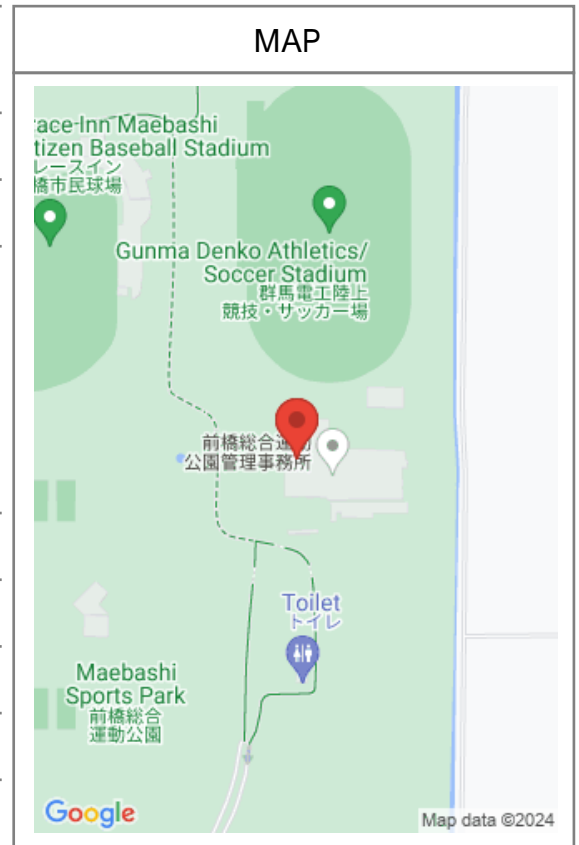 MAP
race-Inn Maebashi
tizen Baseball Stadium
レースイン
橋市民球場
Gunma Denko Athletics/
Soccer Stadium
群馬電工陸上
競技・サッカー場
前橋総合運動
公園管理事務所
Toilet
トイレ
Maebashi
Sports Park
前橋総合
運動公園
Google
Map data ©2024